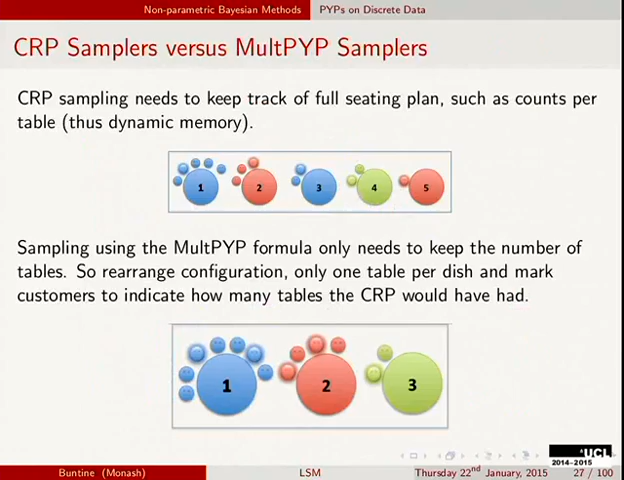 Non-parametric Bayesian Methods PYPs on Discrete Data
CRP Samplers versus MultPYP Samplers
CRP sampling needs to keep track of full seating plan, such as counts per
table (thus dynamic memory).
1 2 3 4 5
Sampling using the MultPYP formula only needs to keep the number of
tables. So rearrange configuration, only one table per dish and mark
customers to indicate how many tables the CRP would have had.
1 2 3
UCL
2014-2015
Buntine (Monash) LSM Thursday 22nd January, 2015 27 / 100